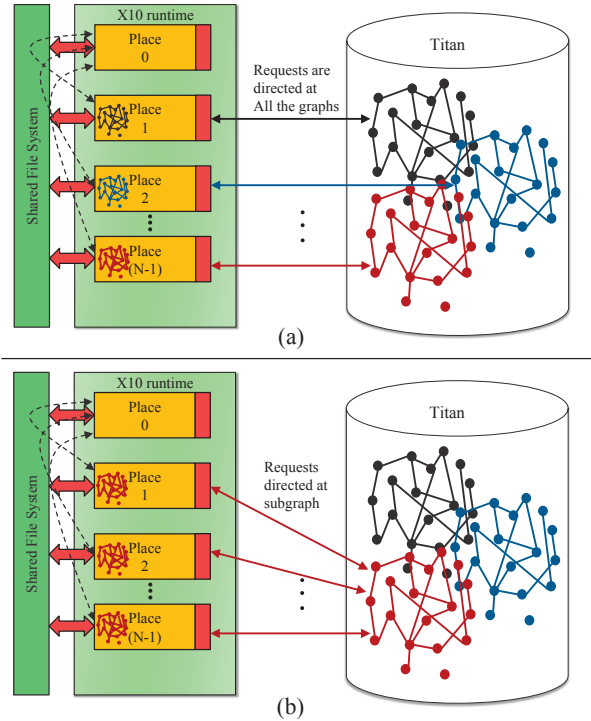 X10 runtime
Titan
Shared File System
Place
0
Place
1
Place
2
Place
(N-1)
Requests are
directed at
All the graphs
(a)
X10 runtime
Titan
Shared File System
Place
0
Place
1
Place
2
Place
(N-1)
Requests
directed at
subgraph
(b)